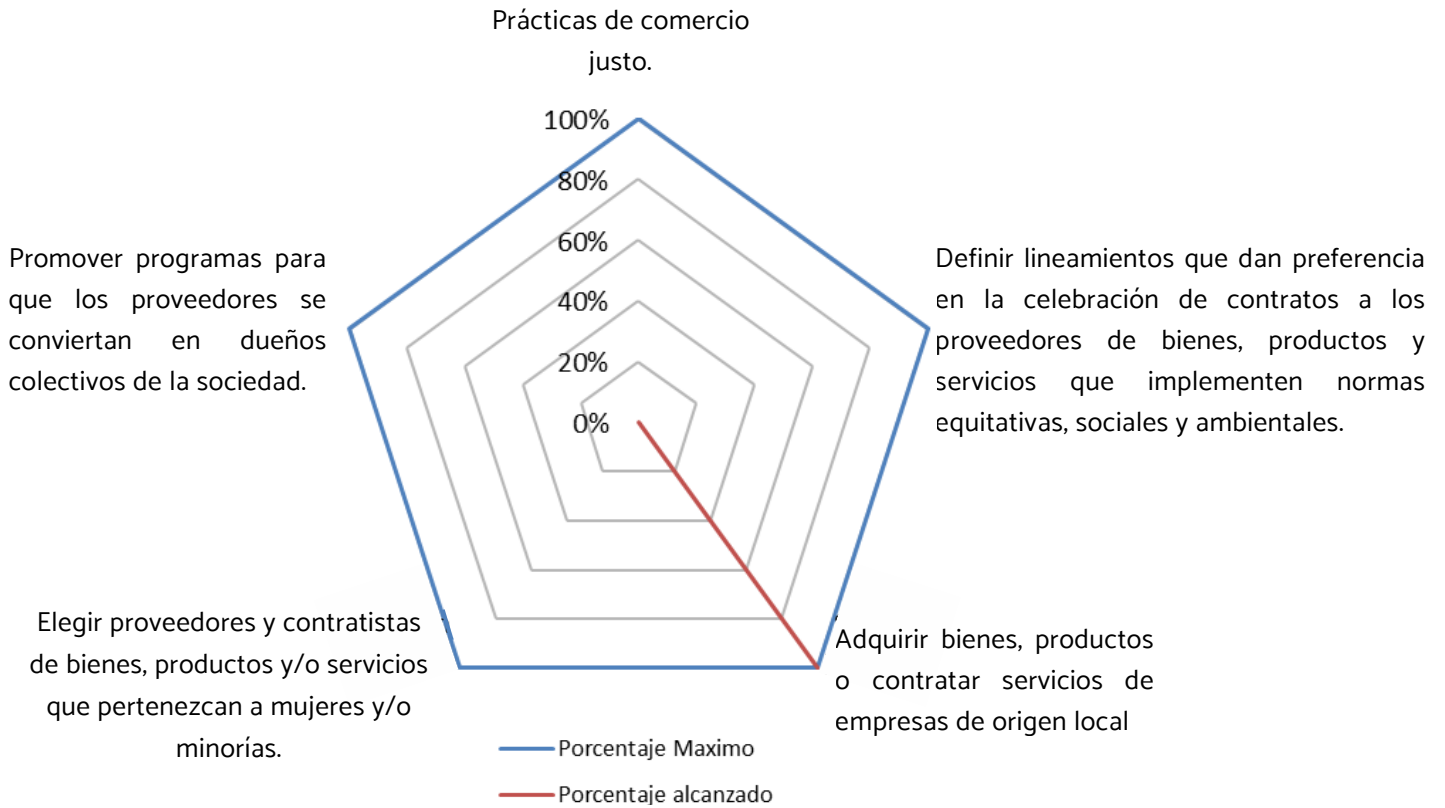 Prácticas de comercio
justo.
100%
80%
60%
40%
20%
0%
Promover programas para
que los proveedores se
conviertan en dueños
colectivos de la sociedad.
Definir lineamientos que dan preferencia
en la celebración de contratos a los
proveedores de bienes, productos y
servicios que implementen normas
equitativas, sociales y ambientales.
Elegir proveedores y contratistas
de bienes, productos y/o servicios
que pertenezcan a mujeres y/o
minorías.
Adquirir bienes, productos
o contratar servicios de
empresas de origen local
Porcentaje Maximo
Porcentaje alcanzado